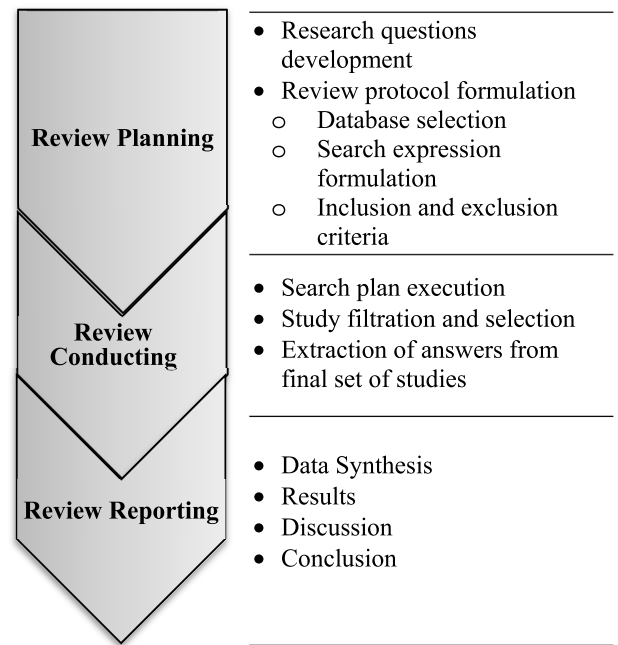 Review Planning
• Research questions
development
• Review protocol formulation
o Database selection
o Search expression
formulation
o Inclusion and exclusion
criteria
Review
Conducting
• Search plan execution
• Study filtration and selection
• Extraction of answers from
final set of studies
Review Reporting
• Data Synthesis
• Results
• Discussion
• Conclusion